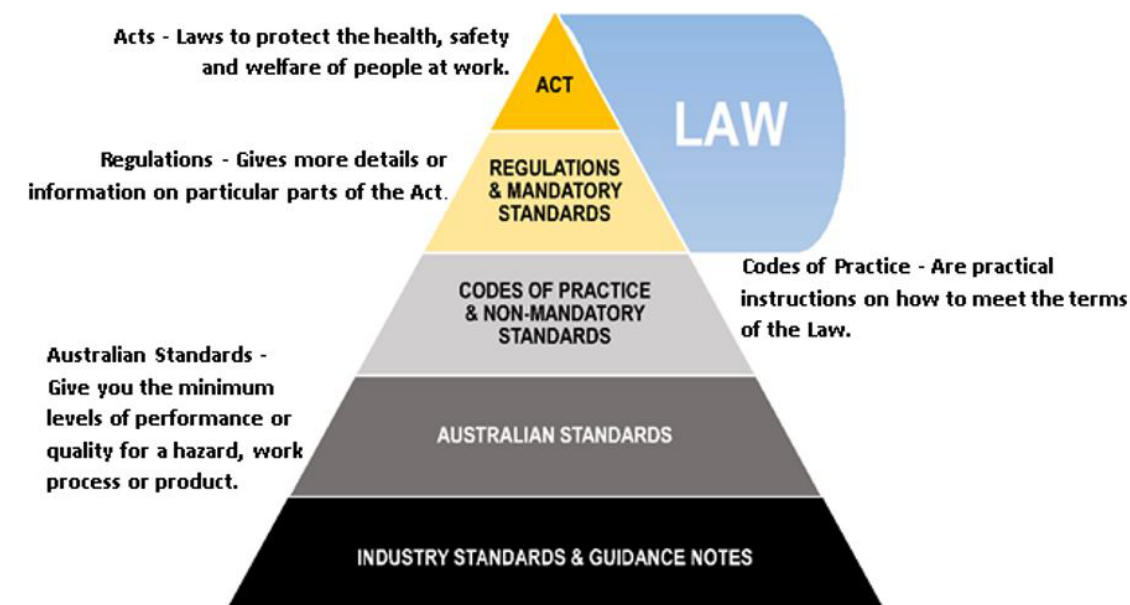 Acts - Laws to protect the health, safety
and welfare of people at work.
ACT
LAW
Regulations - Gives more details or
information on particular parts of the Act.
REGULATIONS
& MANDATORY
STANDARDS
Codes of Practice - Are practical
instructions on how to meet the terms
of the Law.
CODES OF PRACTICE
& NON-MANDATORY
STANDARDS
Australian Standards -
Give you the minimum
levels of performance or
quality for a hazard, work
process or product.
AUSTRALIAN STANDARDS
INDUSTRY STANDARDS & GUIDANCE NOTES